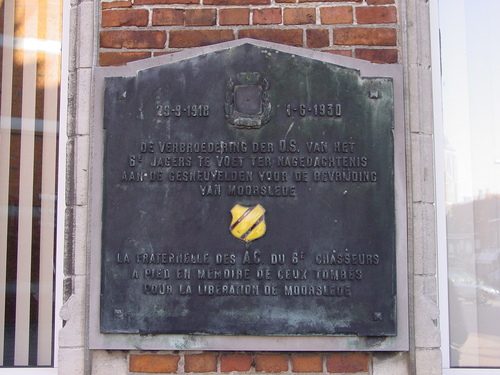 29-9-1918 1-6-1930
DE VERBROEDERING DER O.S. VAN HET
6E JAGERS TE VOET TER NAGEDACHTENIS
AAN DE GESNEUVELDEN VOOR DE BEVRIJDING
VAN MOORSLEDE
LA FRATERNELLE DES A.C. DU 6E CHASSEURS
A PIED EN MEMOIRE DE CEUX TOMBES
POUR LA LIBERATION DE MOORSLEDE